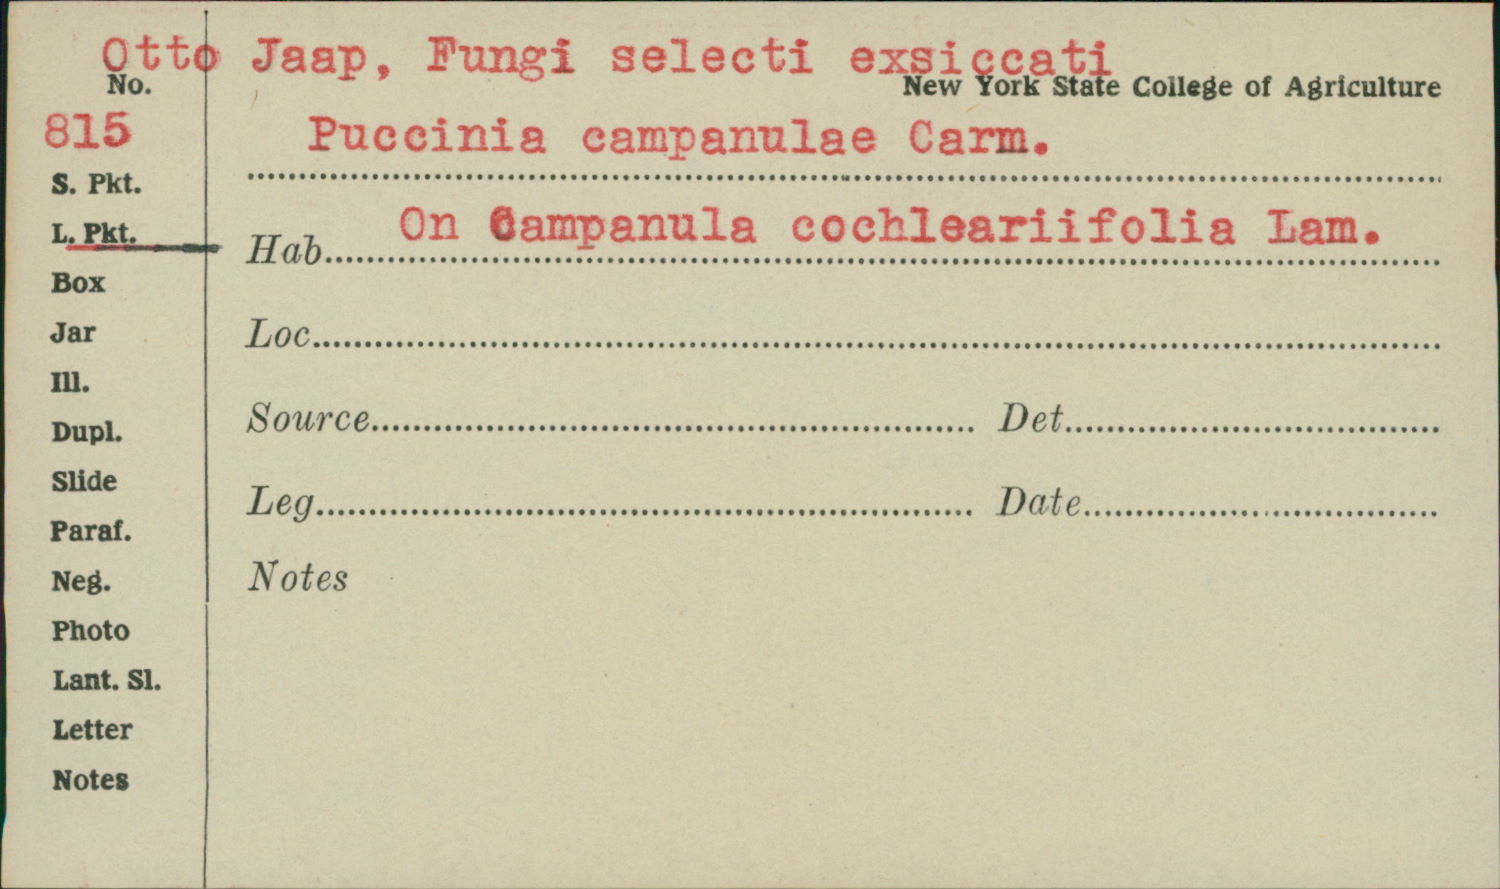 Otto Jaap, Fungi selecti exsiccati
No.
New York State College of Agriculture
815
Puccinia campanulae Carm.
S. Pkt.
L. Pkt.
Hab. On Campanula cochleariifolia Lam.
Box
Jar
Loc.
Ill.
Dupl.
Source Det.
Slide
Leg. Date
Paraf.
Neg.
Notes
Photo
Lant. Sl.
Letter
Notes